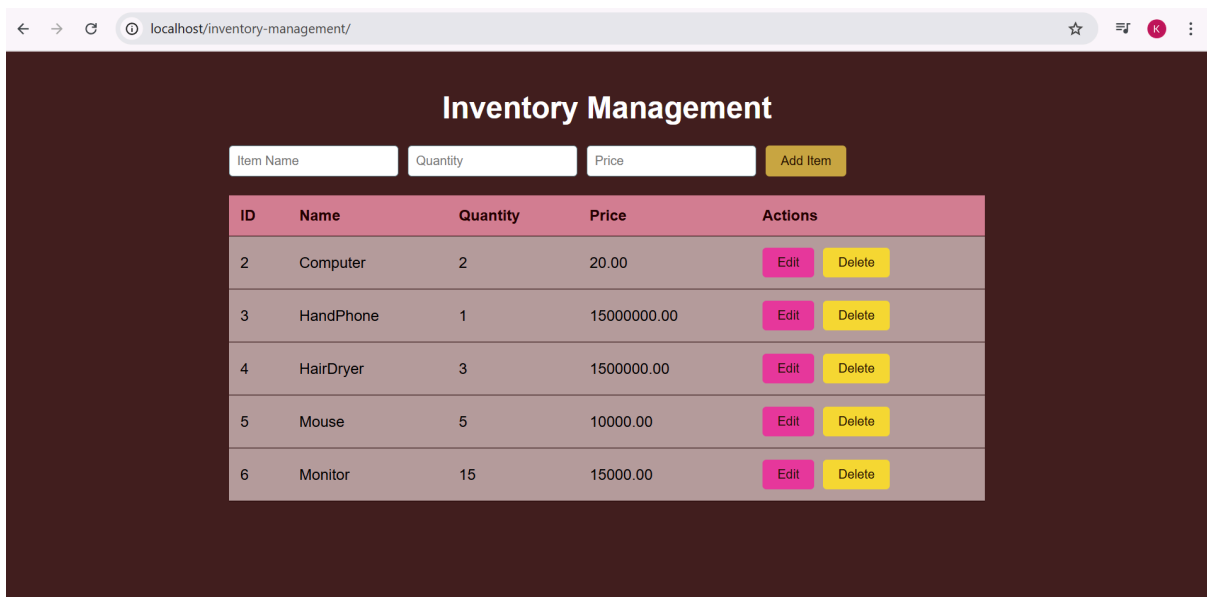 localhost/inventory-management/
K
Inventory Management
Item Name Quantity Price Add Item
ID Name Quantity Price Actions
2 Computer 2 20.00 Edit Delete
3 HandPhone 1 15000000.00 Edit Delete
4 HairDryer 3 1500000.00 Edit Delete
5 Mouse 5 10000.00 Edit Delete
6 Monitor 15 15000.00 Edit Delete